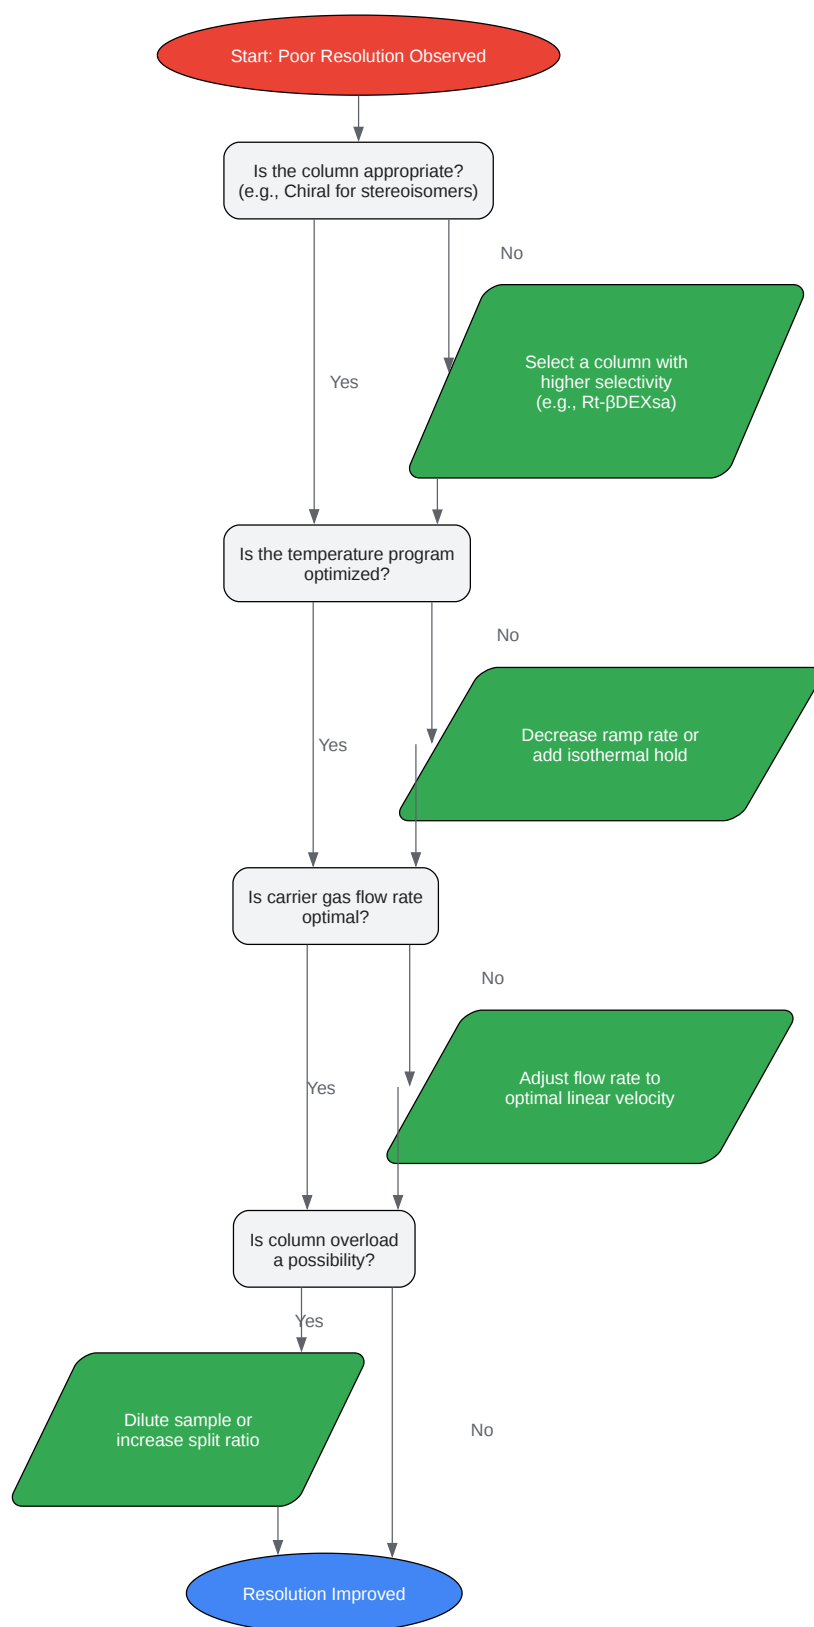 Start: Poor Resolution Observed
Is the column appropriate?
(e.g., Chiral for stereoisomers)
No
Select a column with
higher selectivity
(e.g., Rt-βDEXsa)
Yes
Is the temperature program
optimized?
No
Decrease ramp rate or
add isothermal hold
Yes
Is carrier gas flow rate
optimal?
No
Adjust flow rate to
optimal linear velocity
Yes
Is column overload
a possibility?
Yes
Dilute sample or
increase split ratio
No
Resolution Improved